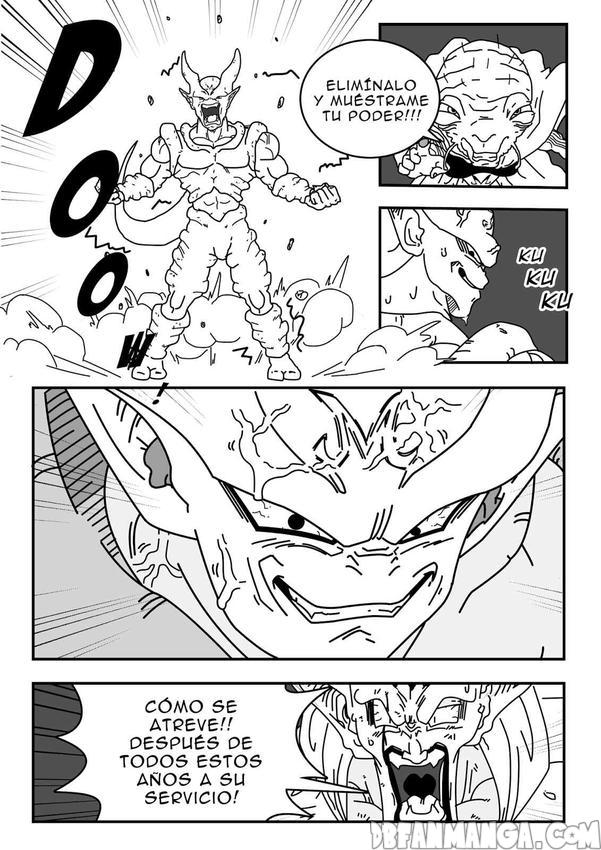 DOOW!
ELIMÍNALO
Y MUÉSTRAME
TU PODER!!!
KU
KU
KU
CÓMO SE
ATREVE!!
DESPUÉS DE
TODOS ESTOS
AÑOS A SU
SERVICIO!
DBFANMANGA.COM